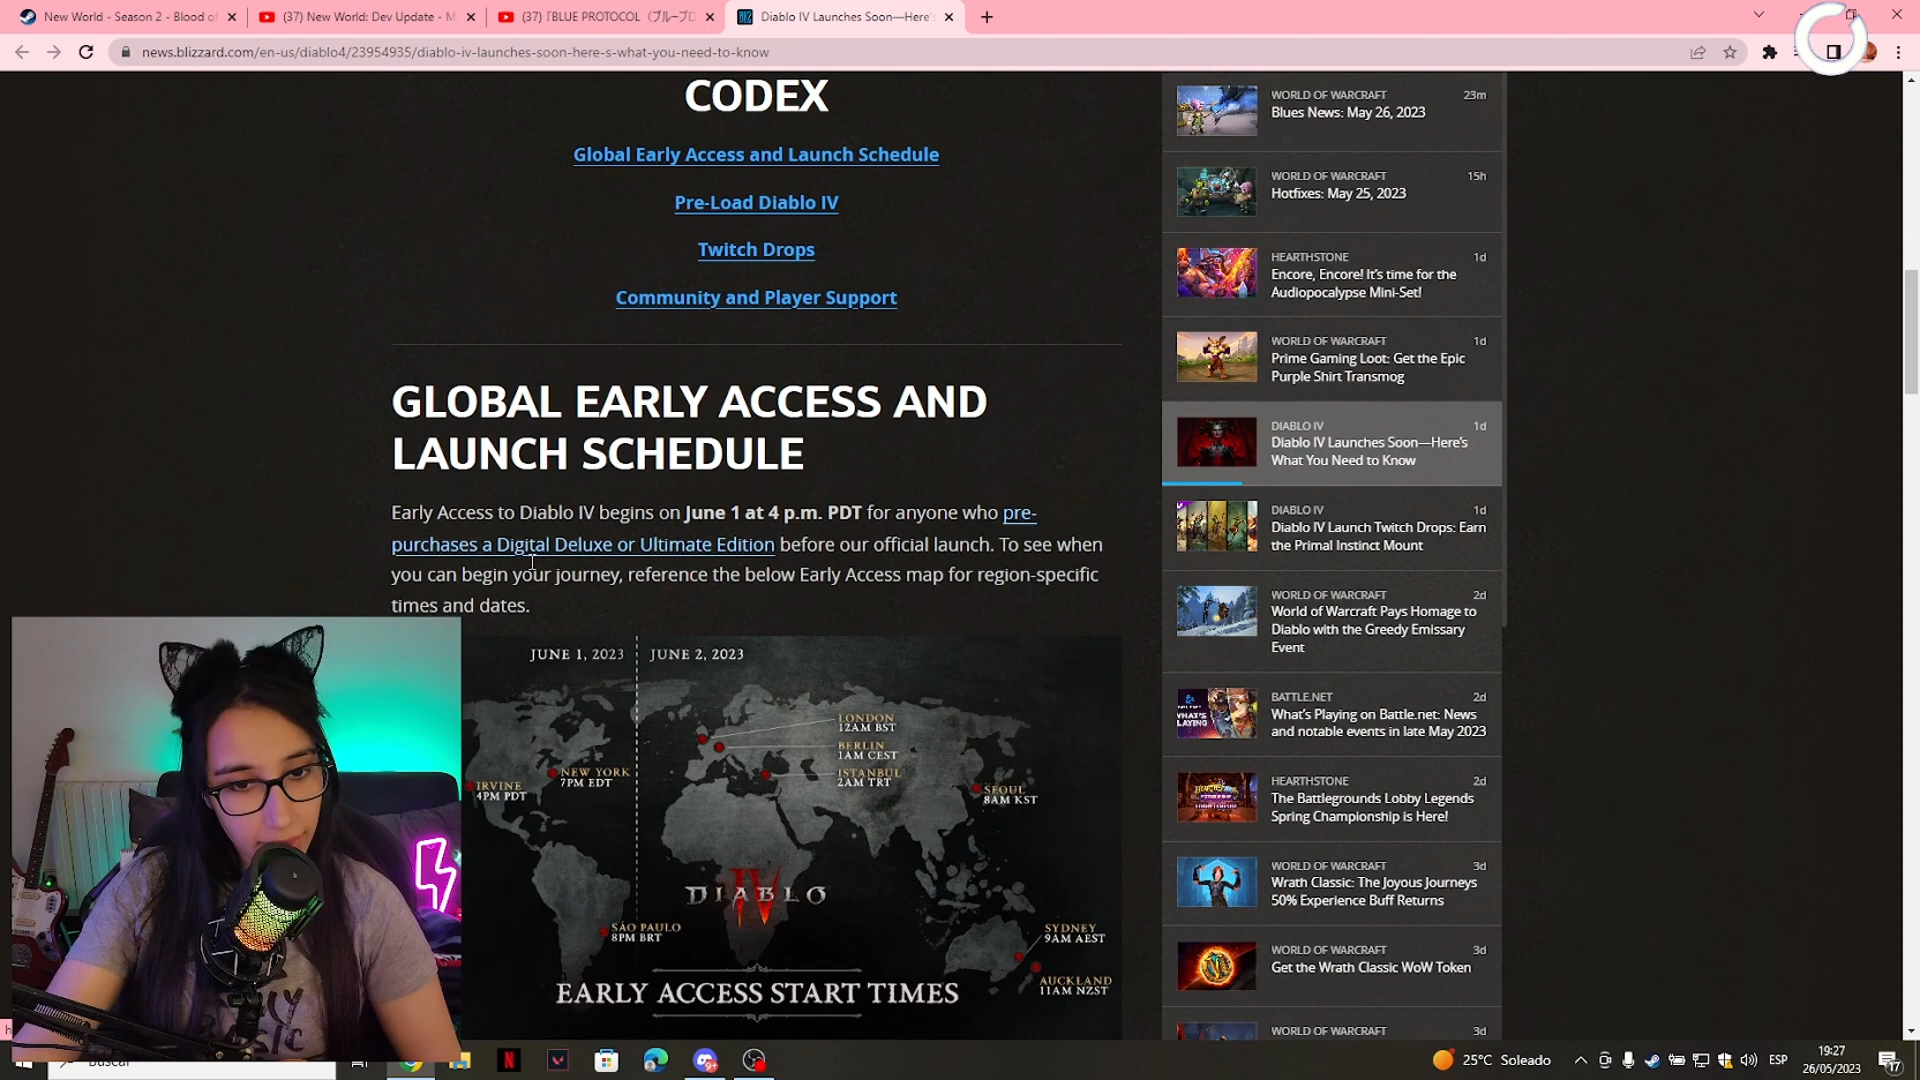 New World - Season 2 - Blood of
(37) New World: Dev Update - M
(37)『BLUE PROTOCOL（ブループロ
Diablo IV Launches Soon—Here's
news.blizzard.com/en-us/diablo4/23954935/diablo-iv-launches-soon-here-s-what-you-need-to-know
CODEX
Global Early Access and Launch Schedule
Pre-Load Diablo IV
Twitch Drops
Community and Player Support
GLOBAL EARLY ACCESS AND
LAUNCH SCHEDULE
Early Access to Diablo IV begins on June 1 at 4 p.m. PDT for anyone who pre-
purchases a Digital Deluxe or Ultimate Edition before our official launch. To see when
you can begin your journey, reference the below Early Access map for region-specific
times and dates.
JUNE 1, 2023
JUNE 2, 2023
LONDON
12AM BST
BERLIN
1AM CEST
ISTANBUL
2AM TRT
IRVINE
4PM PDT
NEW YORK
7PM EDT
SEOUL
8AM KST
DIABLO
IV
SÃO PAULO
8PM BRT
SYDNEY
9AM AEST
AUCKLAND
11AM NZST
EARLY ACCESS START TIMES
WORLD OF WARCRAFT 23m
Blues News: May 26, 2023
WORLD OF WARCRAFT 15h
Hotfixes: May 25, 2023
HEARTHSTONE 1d
Encore, Encore! It's time for the
Audiopocalypse Mini-Set!
WORLD OF WARCRAFT 1d
Prime Gaming Loot: Get the Epic
Purple Shirt Transmog
DIABLO IV 1d
Diablo IV Launches Soon—Here's
What You Need to Know
DIABLO IV 1d
Diablo IV Launch Twitch Drops: Earn
the Primal Instinct Mount
WORLD OF WARCRAFT 2d
World of Warcraft Pays Homage to
Diablo with the Greedy Emissary
Event
BATTLE.NET 2d
What's Playing on Battle.net: News
and notable events in late May 2023
HEARTHSTONE 2d
The Battlegrounds Lobby Legends
Spring Championship is Here!
WORLD OF WARCRAFT 3d
Wrath Classic: The Joyous Journeys
50% Experience Buff Returns
WORLD OF WARCRAFT 3d
Get the Wrath Classic WoW Token
WORLD OF WARCRAFT 3d
Buscar
25°C Soleado
ESP
19:27
26/05/2023
17